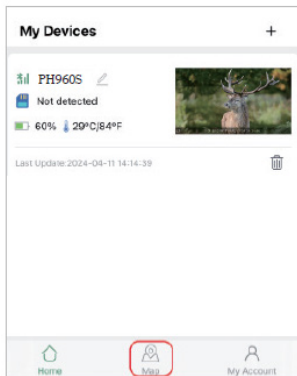 My Devices +
PH960S
Not detected
60% 29°C/84°F
Last Update:2024-04-11 14:14:39
Home Map My Account